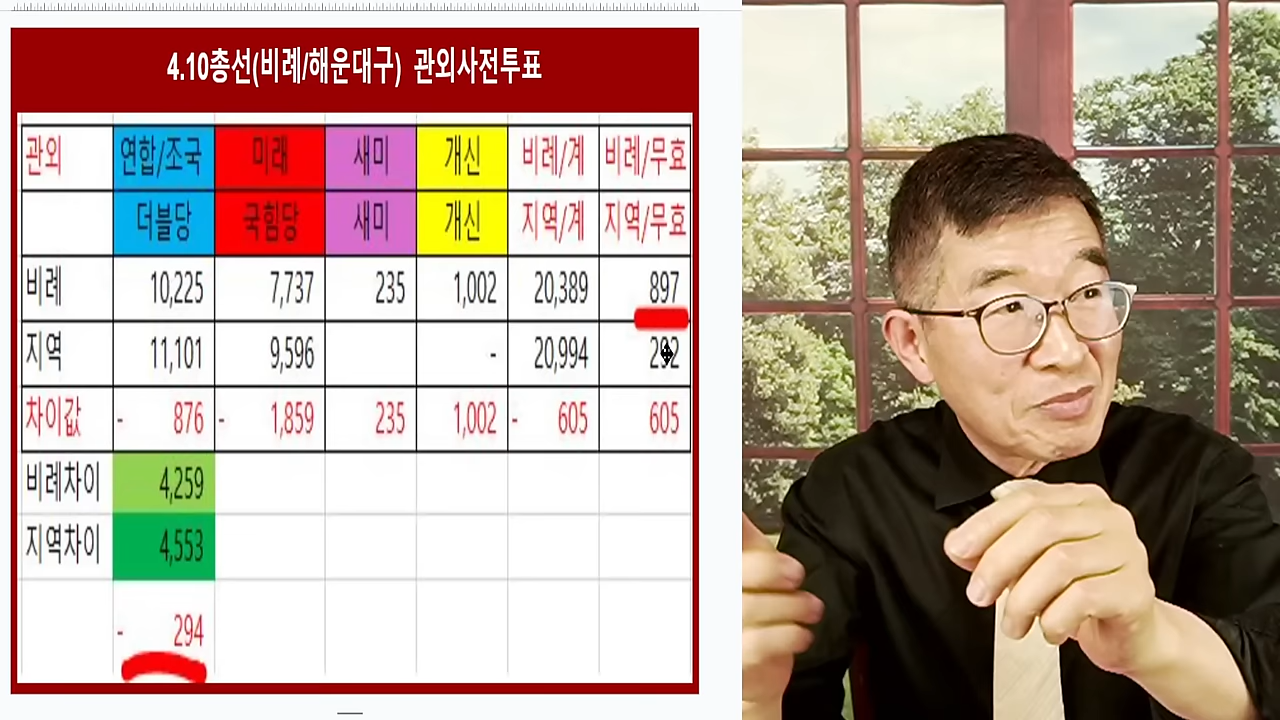 4.10총선(비례/해운대구) 관외사전투표
관외 연합/조국 미래 새미 개신 비례/계 비례/무효
더블당 국힘당 새미 개신 지역/계 지역/무효
비례 10,225 7,737 235 1,002 20,389 897
지역 11,101 9,596 - 20,994 292
차이값 - 876 - 1,859 235 1,002 - 605 605
비례차이 4,259
지역차이 4,553
- 294